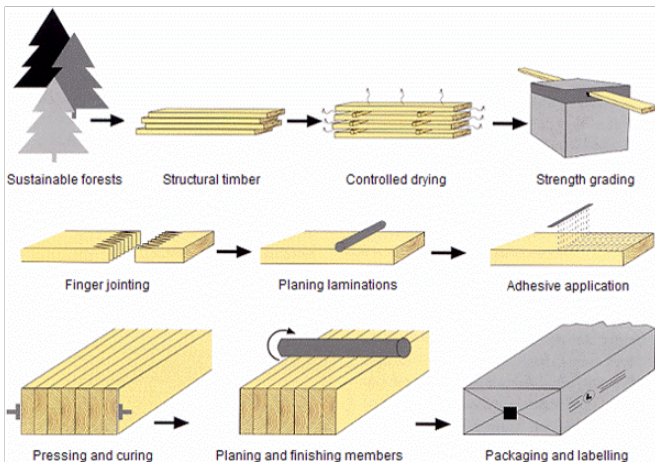 Sustainable forests
Structural timber
Controlled drying
Strength grading
Finger jointing
Planing laminations
Adhesive application
Pressing and curing
Planing and finishing members
Packaging and labelling